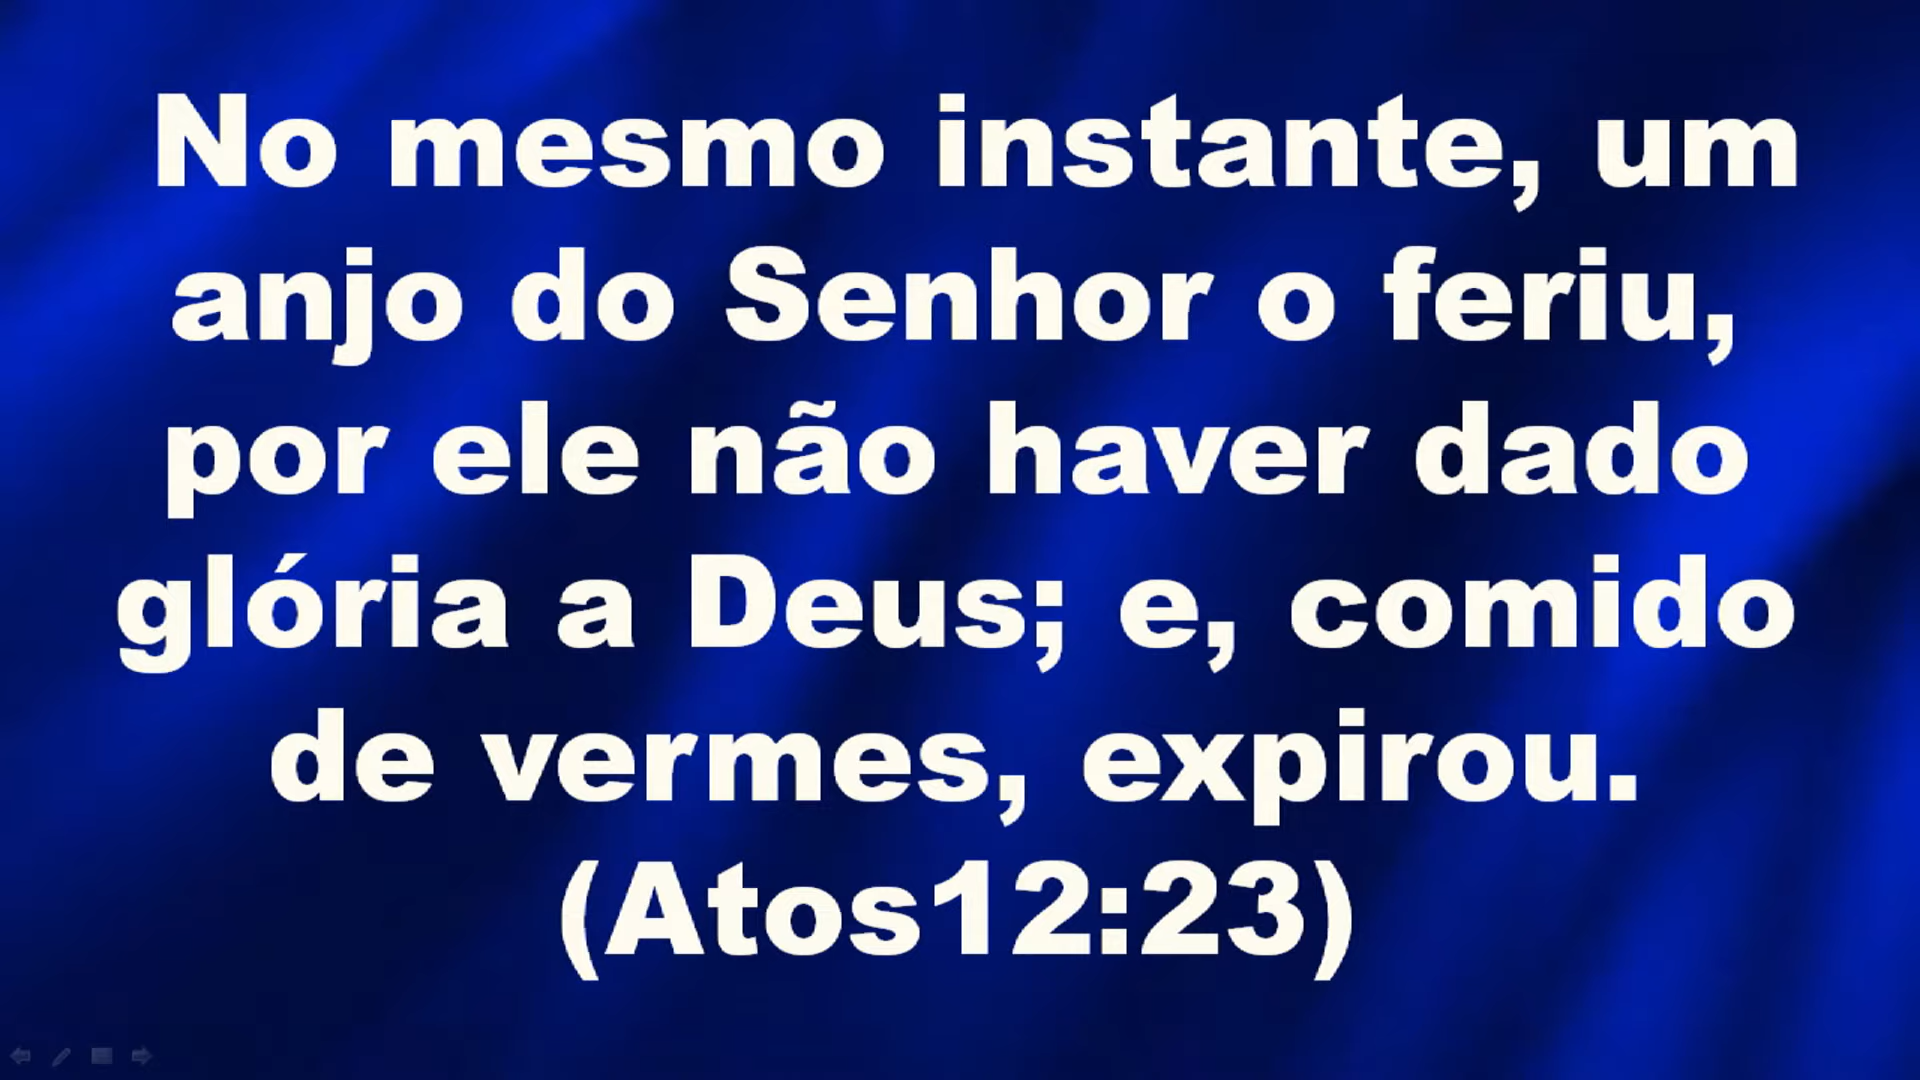 No mesmo instante, um
anjo do Senhor o feriu,
por ele não haver dado
glória a Deus; e, comido
de vermes, expirou.
(Atos12:23)